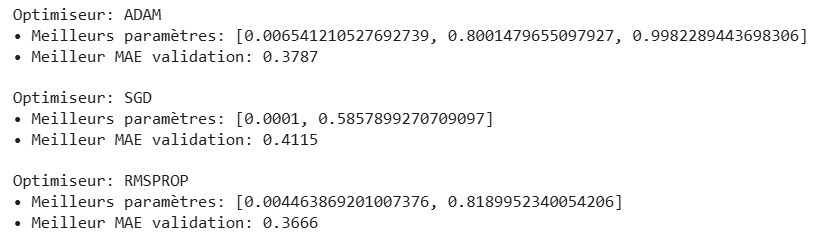 Optimiseur: ADAM
• Meilleurs paramètres: [0.006541210527692739, 0.8001479655097927, 0.9982289443698306]
• Meilleur MAE validation: 0.3787
Optimiseur: SGD
• Meilleurs paramètres: [0.0001, 0.5857899270709097]
• Meilleur MAE validation: 0.4115
Optimiseur: RMSPROP
• Meilleurs paramètres: [0.004463869201007376, 0.8189952340054206]
• Meilleur MAE validation: 0.3666